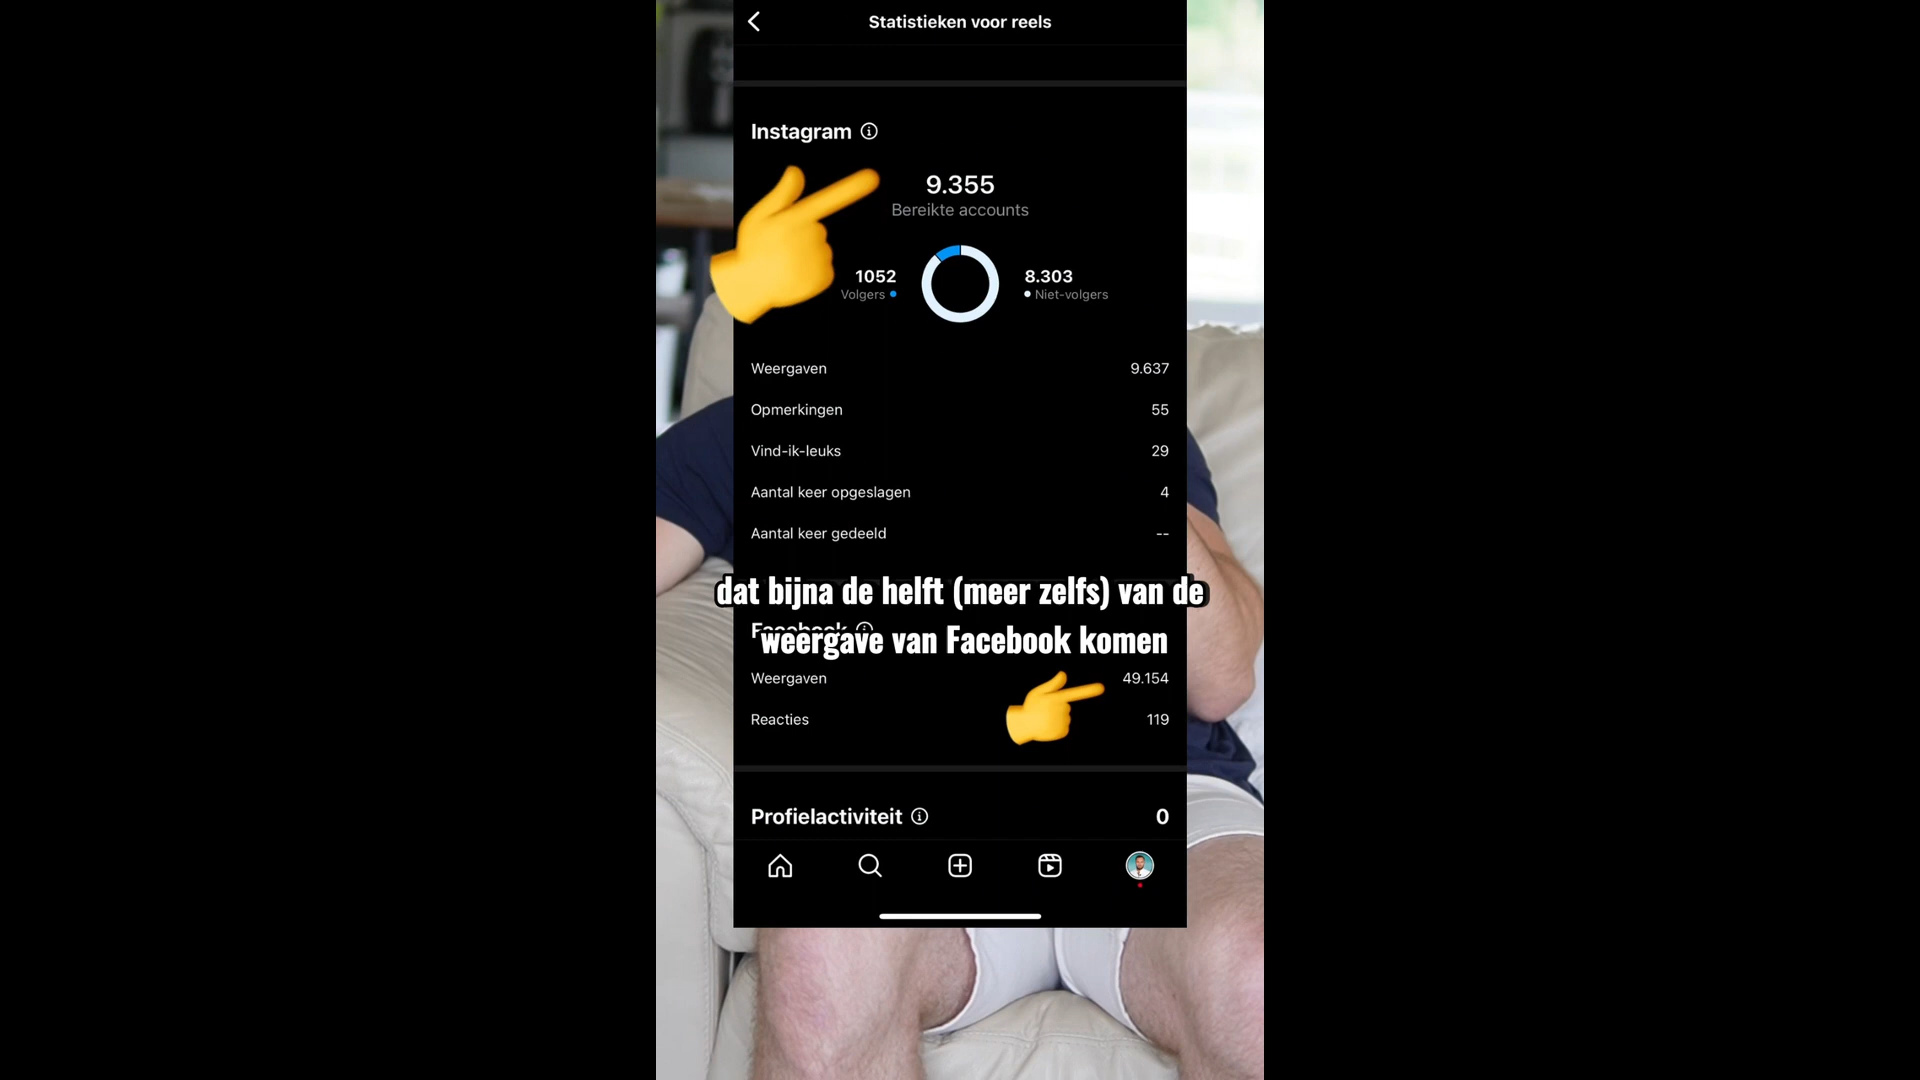 Statistieken voor reels
Instagram
9.355
Bereikte accounts
1052
Volgers
8.303
Niet-volgers
Weergaven 9.637
Opmerkingen 55
Vind-ik-leuks 29
Aantal keer opgeslagen 4
Aantal keer gedeeld --
dat bijna de helft (meer zelfs) van de
weergave van Facebook komen
Facebook
Weergaven 49.154
Reacties 119
Profielactiviteit 0